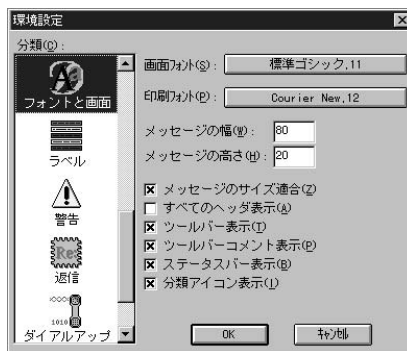 環境設定
分類(C):
フォントと画面
ラベル
警告
Re:
返信
1010
ダイアルアップ
画面フォント(S): 標準ゴシック,11
印刷フォント(P): Courier New,12
メッセージの幅(W): 80
メッセージの高さ(H): 20
メッセージのサイズ適合(Z)
すべてのヘッダ表示(A)
ツールバー表示(T)
ツールバーコメント表示(P)
ステータスバー表示(B)
分類アイコン表示(I)
OK キャンセル